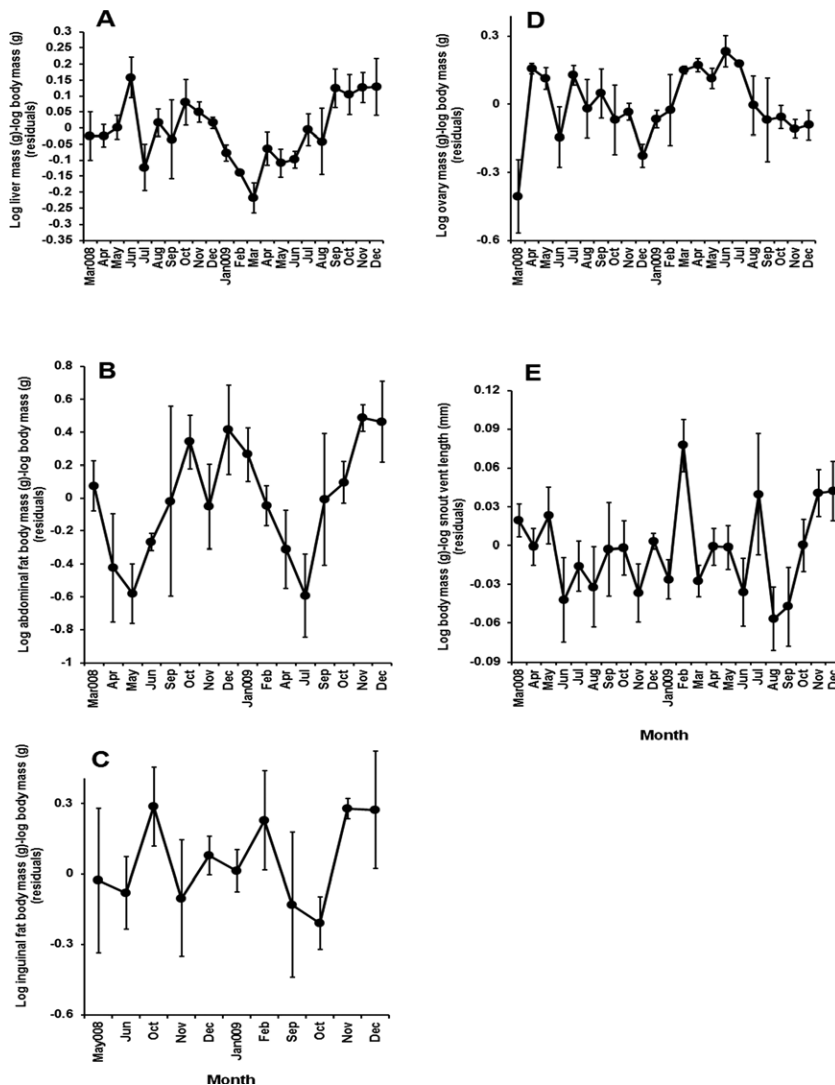 A
Log liver mass (g)-log body mass (g)
(residuals)
0.3
0.25
0.2
0.15
0.1
0.05
0
-0.05
-0.1
-0.15
-0.2
-0.25
-0.3
-0.35
Mar008
Apr
May
Jun
Jul
Aug
Sep
Oct
Nov
Dec
Jan009
Feb
Mar
Apr
May
Jun
Jul
Aug
Sep
Oct
Nov
Dec
B
Log abdominal fat body mass (g)-log body mass (g)
(residuals)
0.8
0.6
0.4
0.2
0
-0.2
-0.4
-0.6
-0.8
-1
Mar008
Apr
May
Jun
Sep
Oct
Nov
Dec
Jan009
Feb
Apr
Jul
Sep
Oct
Nov
Dec
C
Log inguinal fat body mass (g)-log body mass (g)
(residuals)
0.3
0
-0.3
-0.6
May008
Jun
Oct
Nov
Dec
Jan009
Feb
Sep
Oct
Nov
Dec
Month
D
Log ovary mass (g)-log body mass (g)
(residuals)
0.3
0
-0.3
-0.6
Mar008
Apr
May
Jun
Jul
Aug
Sep
Oct
Nov
Dec
Jan009
Feb
Mar
Apr
May
Jun
Jul
Aug
Sep
Oct
Nov
Dec
E
Log body mass (g)-log snout vent length (mm)
(residuals)
0.12
0.09
0.06
0.03
0
-0.03
-0.06
-0.09
Mar008
Apr
May
Jun
Jul
Aug
Sep
Oct
Nov
Dec
Jan009
Feb
Mar
Apr
May
Jun
Jul
Aug
Sep
Oct
Nov
Dec
Month